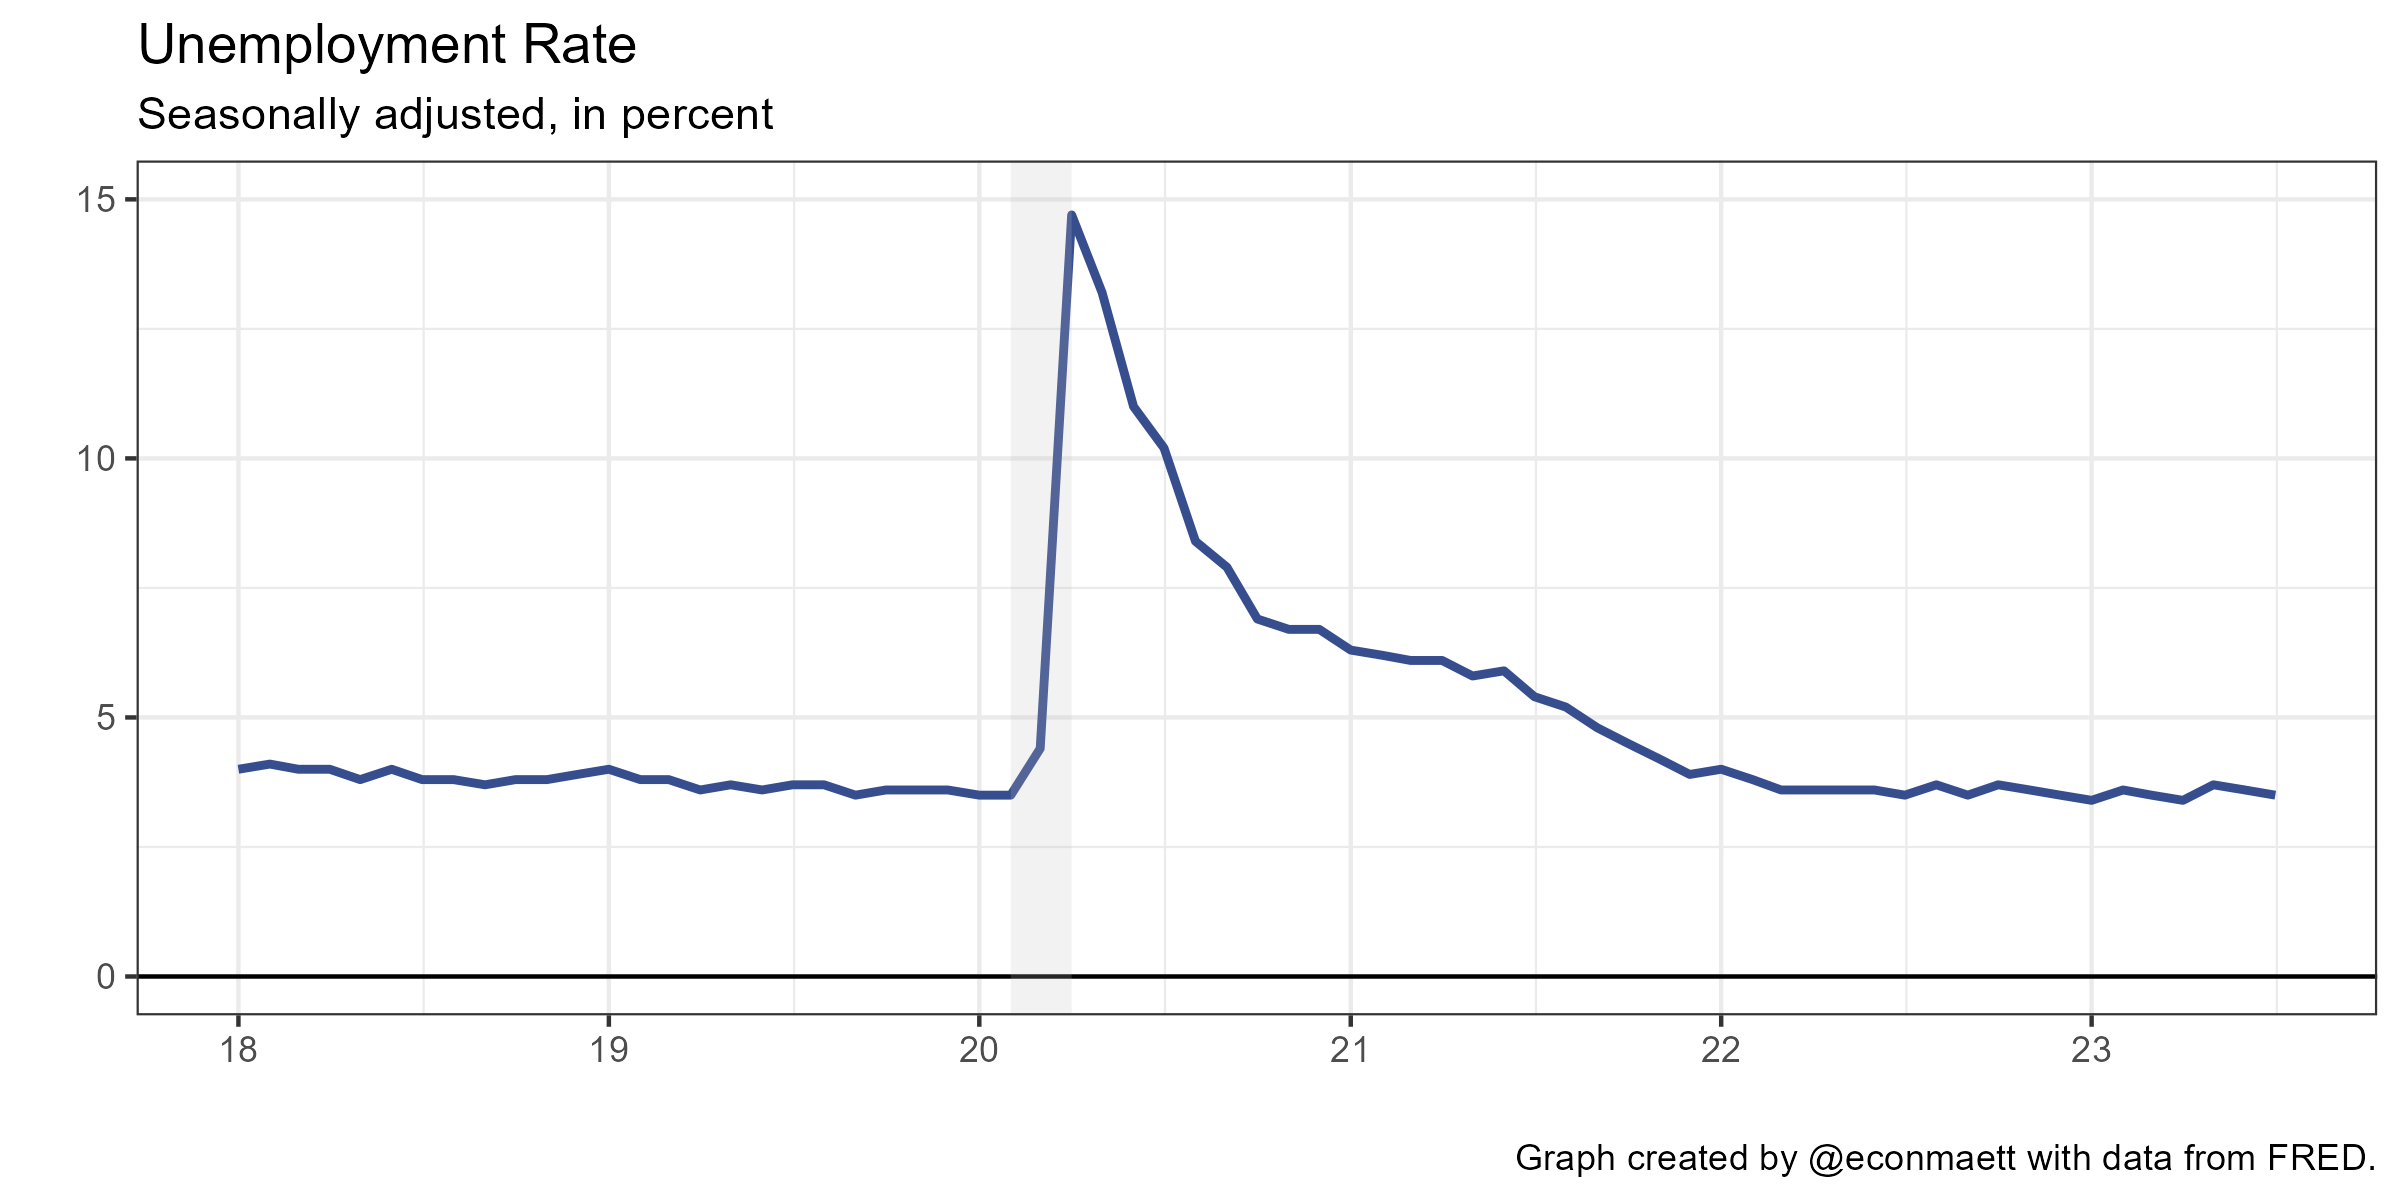 Unemployment Rate
Seasonally adjusted, in percent
15
10
5
0
18 19 20 21 22 23
Graph created by @econmaett with data from FRED.